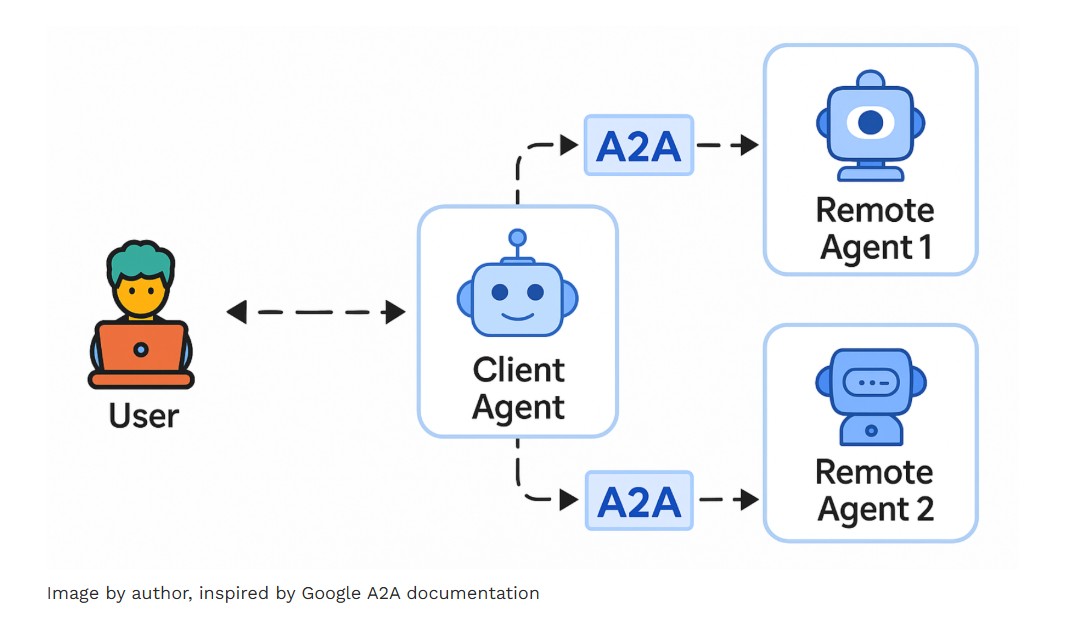 A2A
Remote
Agent 1
User
Client
Agent
A2A
Remote
Agent 2
Image by author, inspired by Google A2A documentation